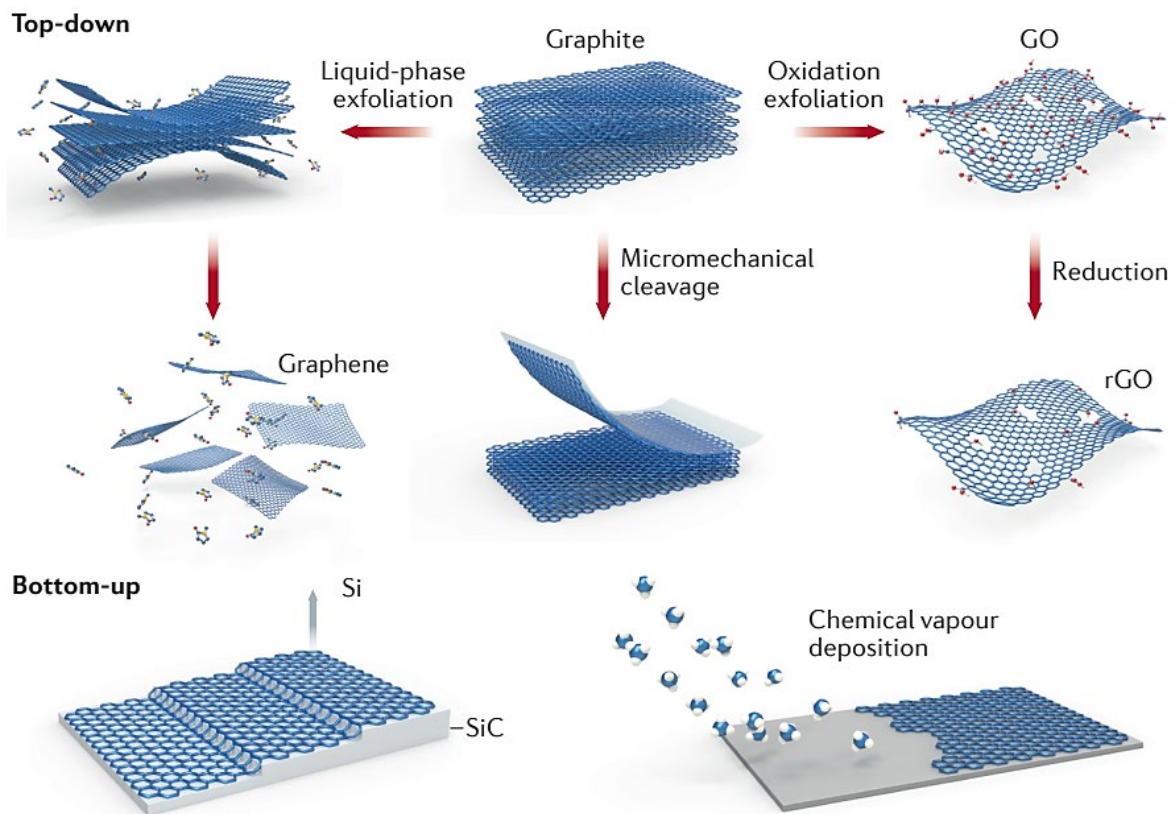 Top-down
Liquid-phase
exfoliation
Graphite
Oxidation
exfoliation
GO
Micromechanical
cleavage
Reduction
Graphene
rGO
Bottom-up
Si
SiC
Chemical vapour
deposition